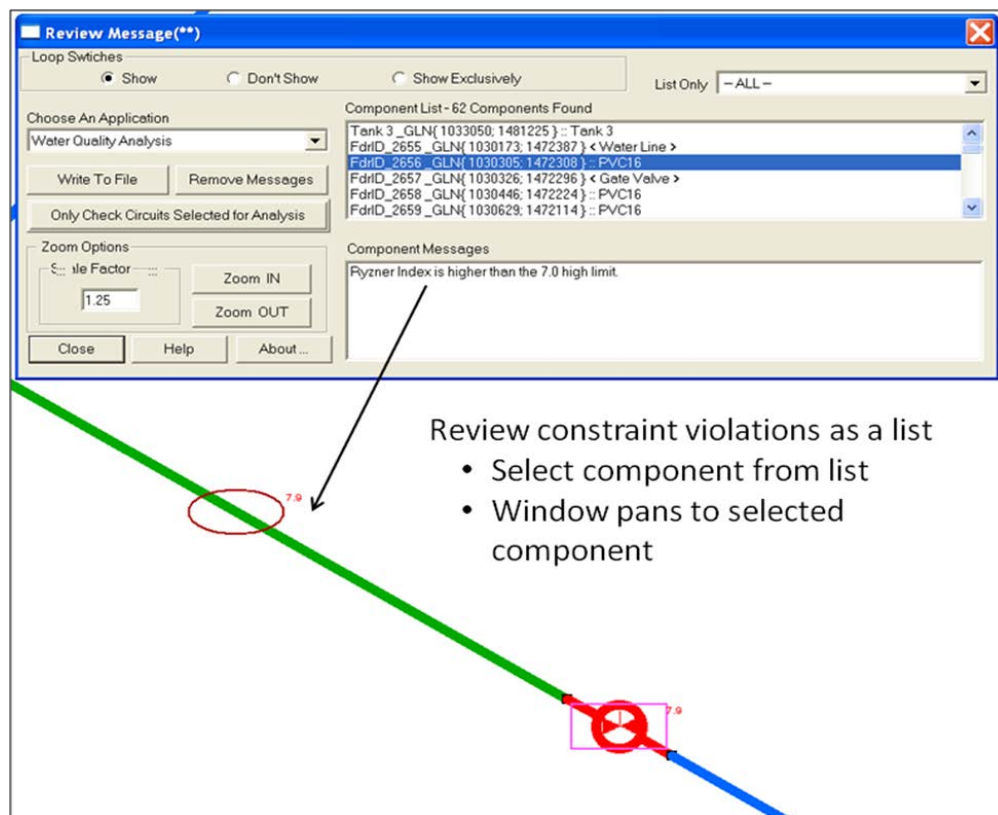 Review Message(**)
Loop Swtiches
Show
Don't Show
Show Exclusively
List Only
-- ALL --
Choose An Application
Water Quality Analysis
Write To File
Remove Messages
Only Check Circuits Selected for Analysis
Component List - 62 Components Found
Tank 3 _GLN{ 1033050; 1481225 } :: Tank 3
FdrID_2655 _GLN{ 1030173; 1472387 } < Water Line >
FdrID_2656 _GLN{ 1030305; 1472308 } :: PVC16
FdrID_2657 _GLN{ 1030326; 1472296 } < Gate Valve >
FdrID_2658 _GLN{ 1030446; 1472224 } :: PVC16
FdrID_2659 _GLN{ 1030629; 1472114 } :: PVC16
Zoom Options
Factor
1.25
Zoom IN
Zoom OUT
Component Messages
Ryzner Index is higher than the 7.0 high limit.
Close
Help
About ...
Review constraint violations as a list
• Select component from list
• Window pans to selected
component
7.9
7.9